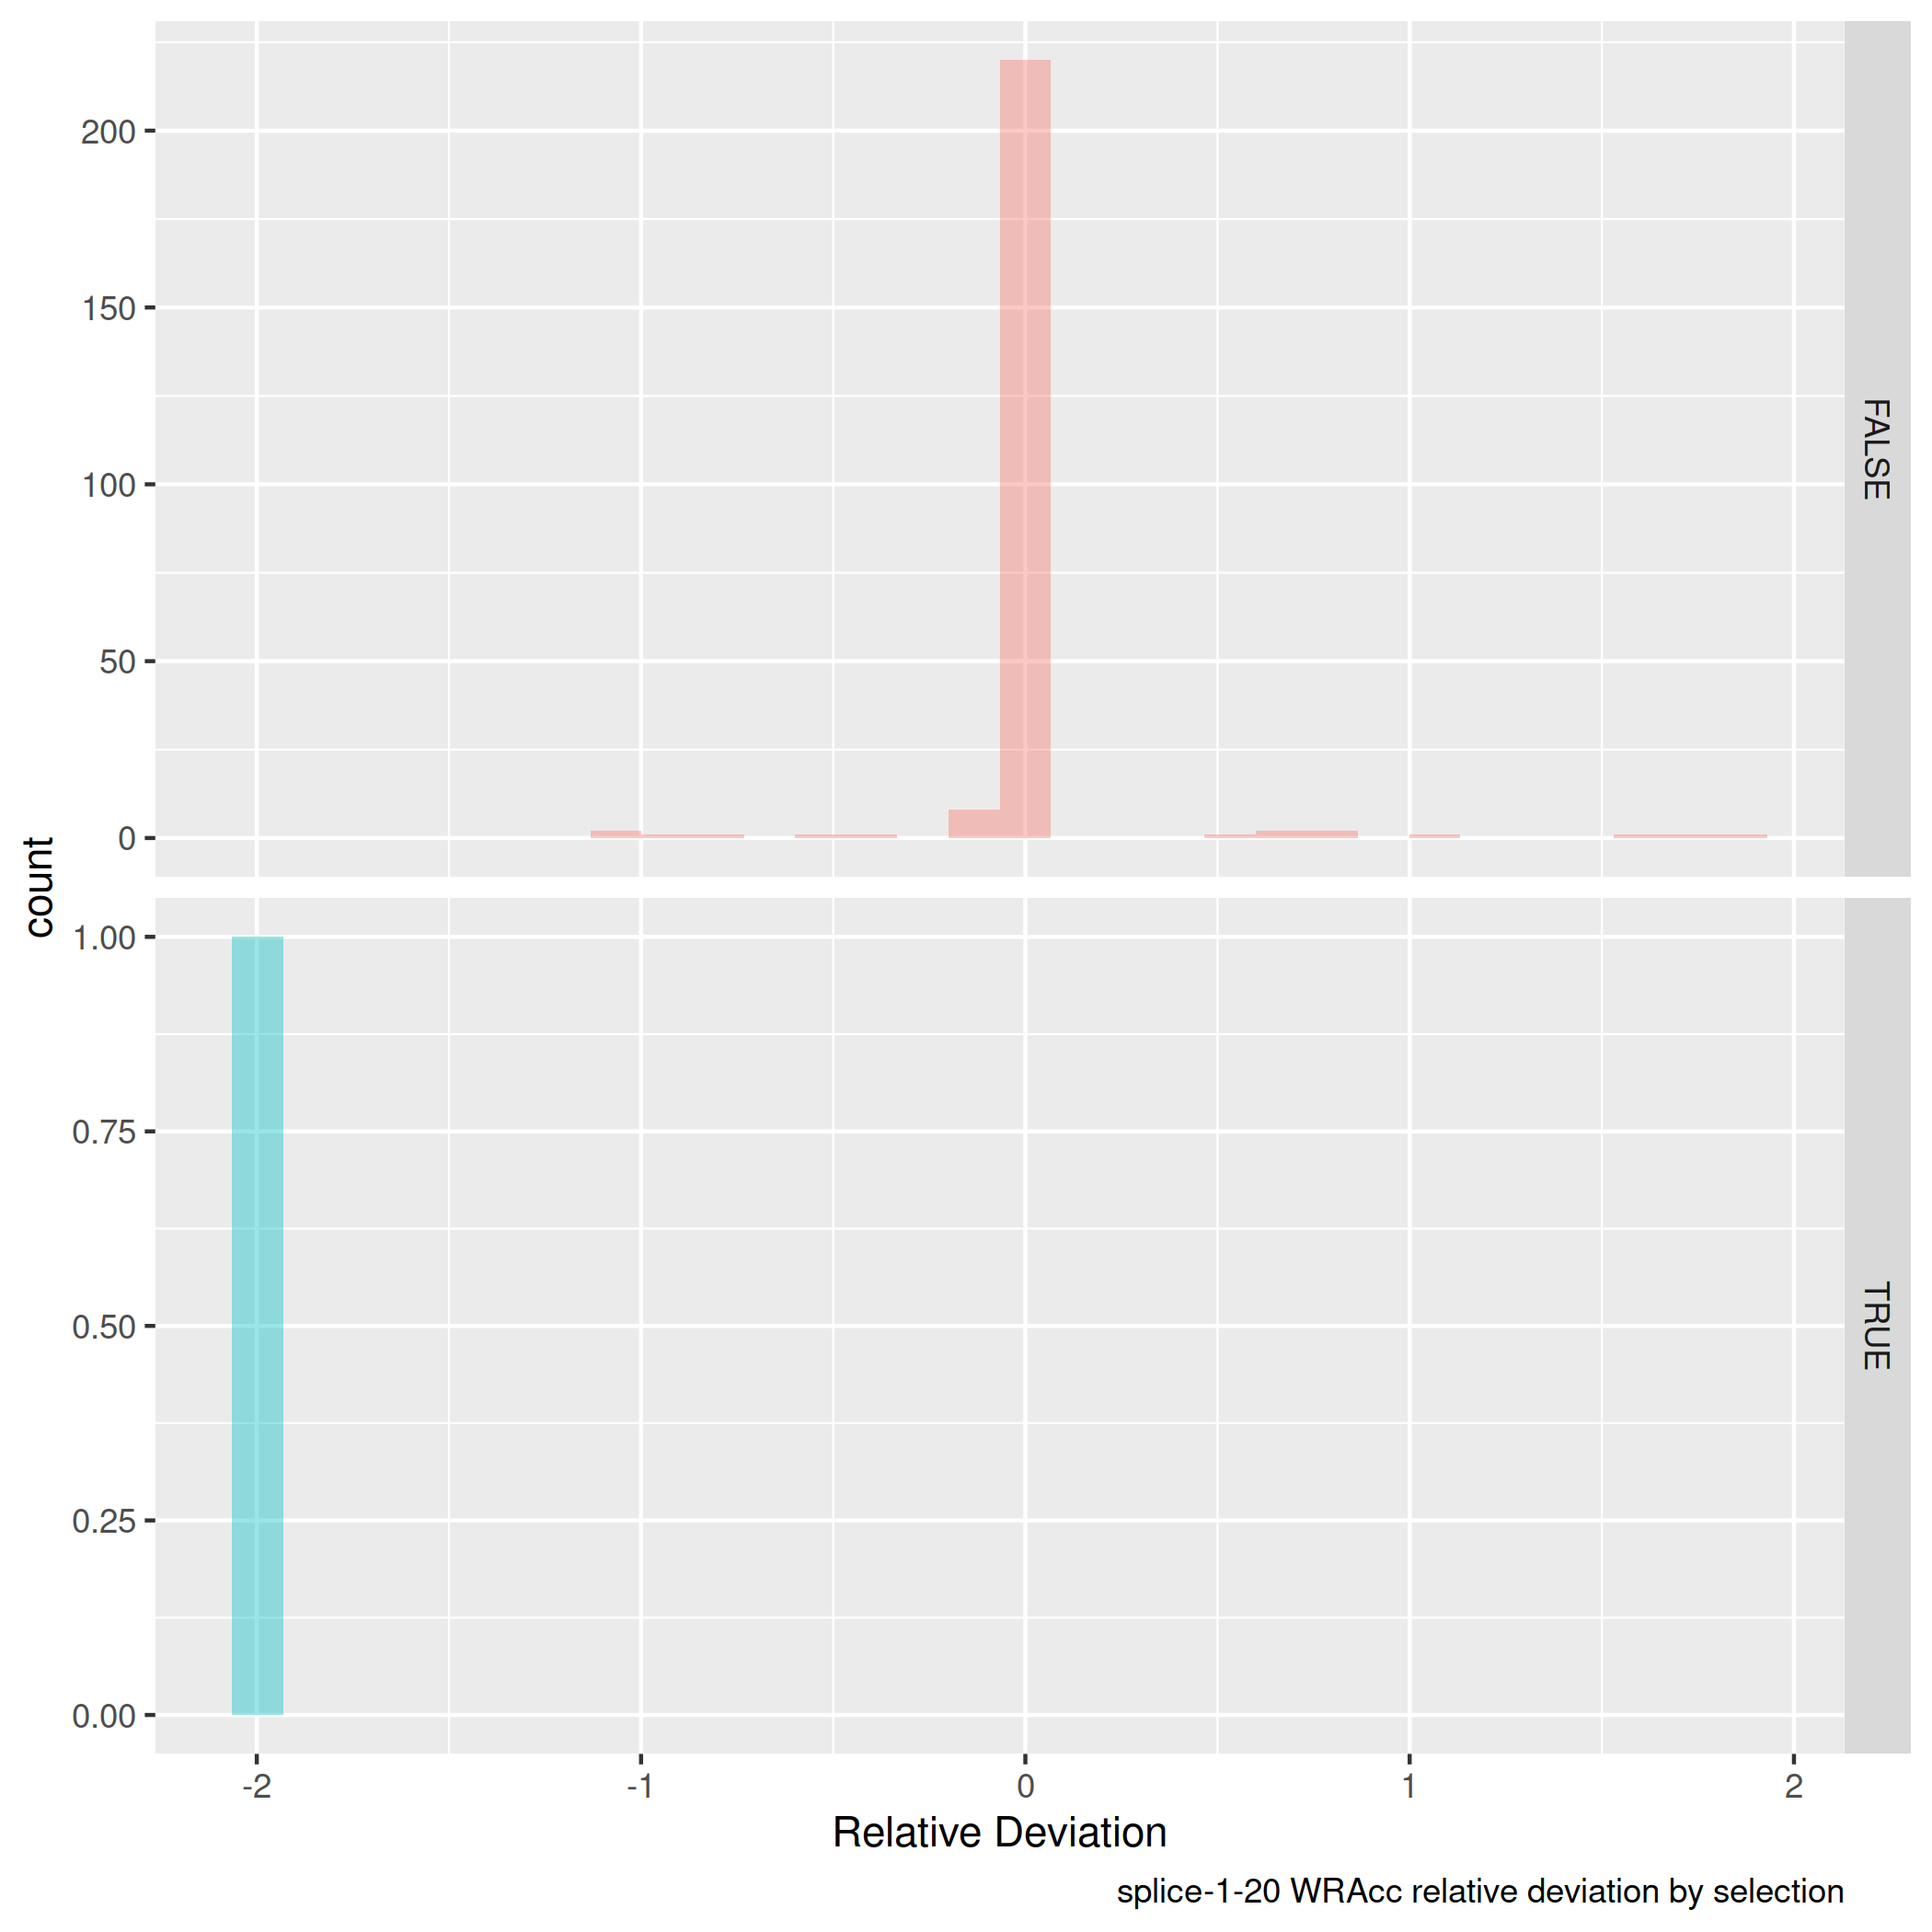 200
150
100
50
0
FALSE
count
1.00
0.75
0.50
0.25
0.00
TRUE
-2 -1 0 1 2
Relative Deviation
splice-1-20 WRAcc relative deviation by selection